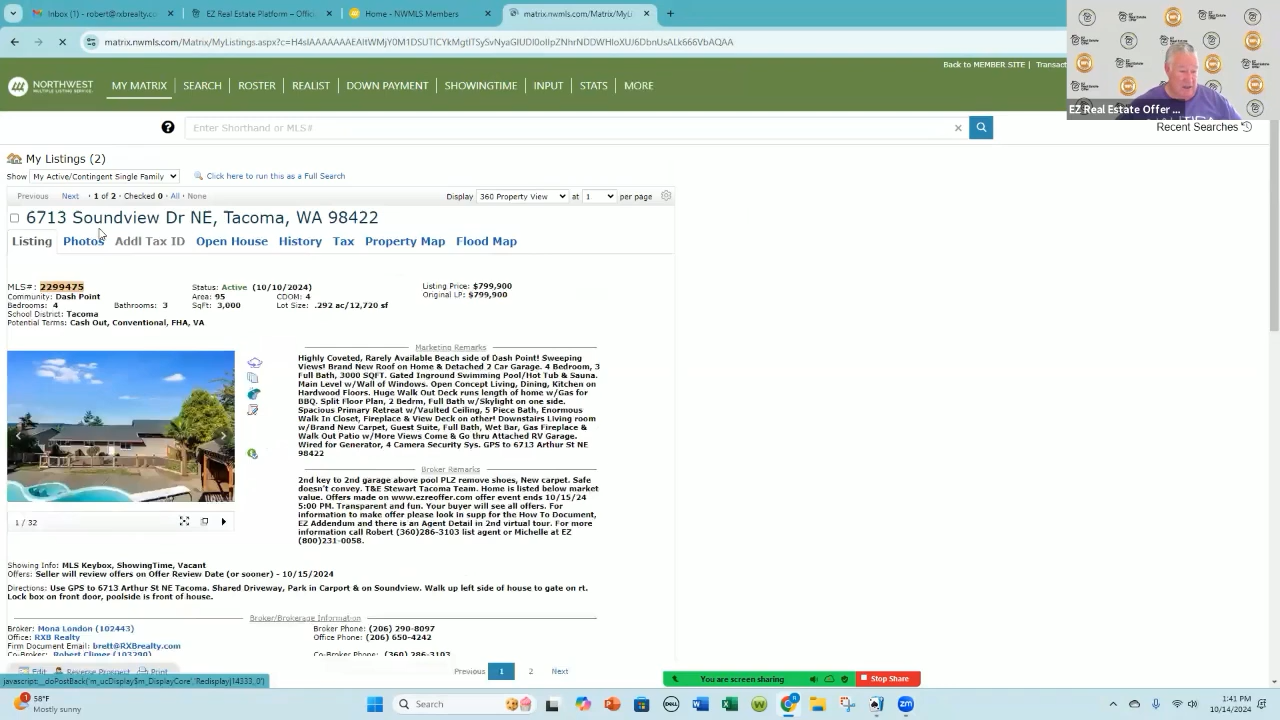 Inbox (1) - robert@rxbrealty.co
EZ Real Estate Platform - Onlin
Home - NWMLS Members
matrix.nwmls.com/Matrix/MyLi
matrix.nwmls.com/Matrix/MyListings.aspx?c=
Back to MEMBER SITE | Transact
NORTHWEST
MULTIPLE LISTING SERVICE
MY MATRIX SEARCH ROSTER REALIST DOWN PAYMENT SHOWINGTIME INPUT STATS MORE
EZ Real Estate Offer ...
Enter Shorthand or MLS#
Recent Searches
My Listings (2)
Show My Active/Contingent Single Family Click here to run this as a Full Search
Previous Next · 1 of 2 · Checked 0 · All · None Display 360 Property View at 1 per page
6713 Soundview Dr NE, Tacoma, WA 98422
Listing Photos Addl Tax ID Open House History Tax Property Map Flood Map
MLS#: 2299475 Status: Active (10/10/2024) Listing Price: $799,900
Community: Dash Point Area: 95 CDOM: 4 Original LP: $799,900
Bedrooms: 4 Bathrooms: 3 SqFt: 3,000 Lot Size: .292 ac/12,720 sf
School District: Tacoma
Potential Terms: Cash Out, Conventional, FHA, VA
Marketing Remarks
Highly Coveted, Rarely Available Beach side of Dash Point! Sweeping
Views! Brand New Roof on Home & Detached 2 Car Garage. 4 Bedroom, 3
Full Bath, 3000 SQFT. Gated Inground Swimming Pool/Hot Tub & Sauna.
Main Level w/Wall of Windows. Open Concept Living, Dining, Kitchen on
Hardwood Floors. Huge Walk Out Deck runs length of home w/Gas for
BBQ. Split Floor Plan, 2 Bedrm, Full Bath w/Skylight on one side.
Spacious Primary Retreat w/Vaulted Ceiling, 5 Piece Bath, Enormous
Walk In Closet, Fireplace & View Deck on other! Downstairs Living room
w/Brand New Carpet, Guest Suite, Full Bath, Wet Bar, Gas Fireplace &
Walk Out Patio w/More Views Come & Go thru Attached RV Garage.
Wired for Generator, 4 Camera Security Sys. GPS to 6713 Arthur St NE
98422
Broker Remarks
2nd key to 2nd garage above pool PLZ remove shoes, New carpet. Safe
doesn't convey. T&E Stewart Tacoma Team. Home is listed below market
value. Offers made on www.ezreoffer.com offer event ends 10/15/24
5:00 PM. Transparent and fun. Your buyer will see all offers. For
information to make offer please look in supp for the How To Document,
EZ Addendum and there is an Agent Detail in 2nd virtual tour. For more
information call Robert (360)286-3103 list agent or Michelle at EZ
(800)231-0058.
1 / 32
Showing Info: MLS Keybox, ShowingTime, Vacant
Offers: Seller will review offers on Offer Review Date (or sooner) - 10/15/2024
Directions: Use GPS to 6713 Arthur St NE Tacoma. Shared Driveway, Park in Carport & on Soundview. Walk up left side of house to gate on rt.
Lock box on front door, poolside is front of house.
Broker/Brokerage Information
Broker: Mona London (102443) Broker Phone: (206) 290-8097
Office: RXB Realty Office Phone: (206) 650-4242
Firm Document Email: brett@RXBrealty.com
Co-Broker: Robert Climer (103290) Co-Broker Phone: (360) 286-3103
Edit Reverse Prospect Print Previous 1 2 Next
javascript:__doPostBack('m_ucDisplay$m_DisplayCore','Redisplay|14333,,0')
You are screen sharing Stop Share
58°F
Mostly sunny
Search
DELL
zm
1:41 PM
10/14/2024